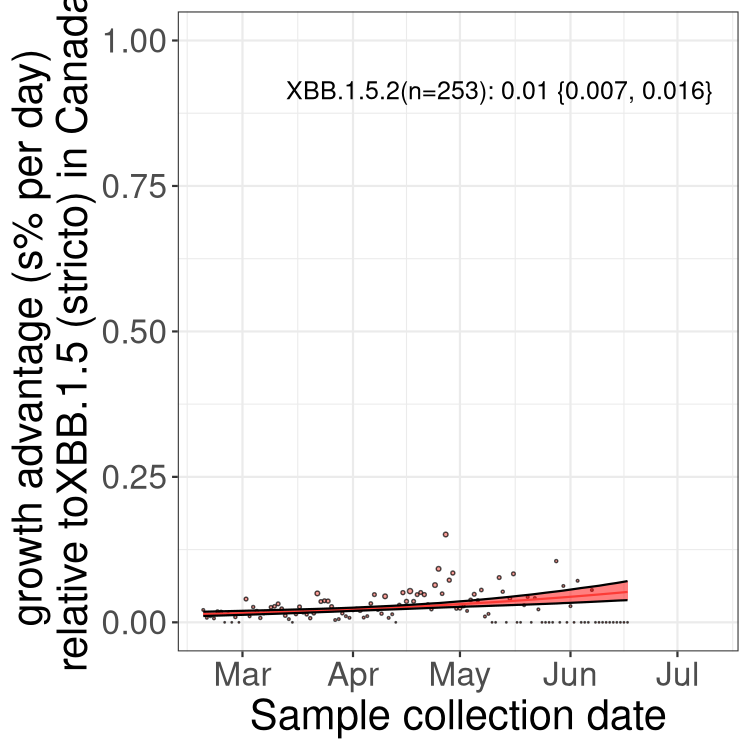 growth advantage (s% per day)
relative toXBB.1.5 (stricto) in Canada
1.00
0.75
0.50
0.25
0.00
XBB.1.5.2(n=253): 0.01 {0.007, 0.016}
Mar Apr May Jun Jul
Sample collection date